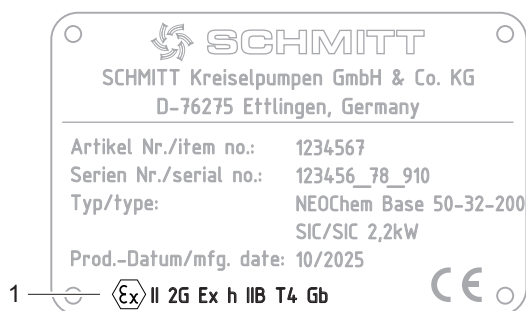 SCHMITT
SCHMITT Kreiselpumpen GmbH & Co. KG
D-76275 Ettlingen, Germany
Artikel Nr./item no.: 1234567
Serien Nr./serial no.: 123456_78_910
Typ/type: NEOChem Base 50-32-200
SIC/SIC 2,2kW
Prod.-Datum/mfg. date: 10/2025
1 Ex II 2G Ex h IIB T4 Gb CE